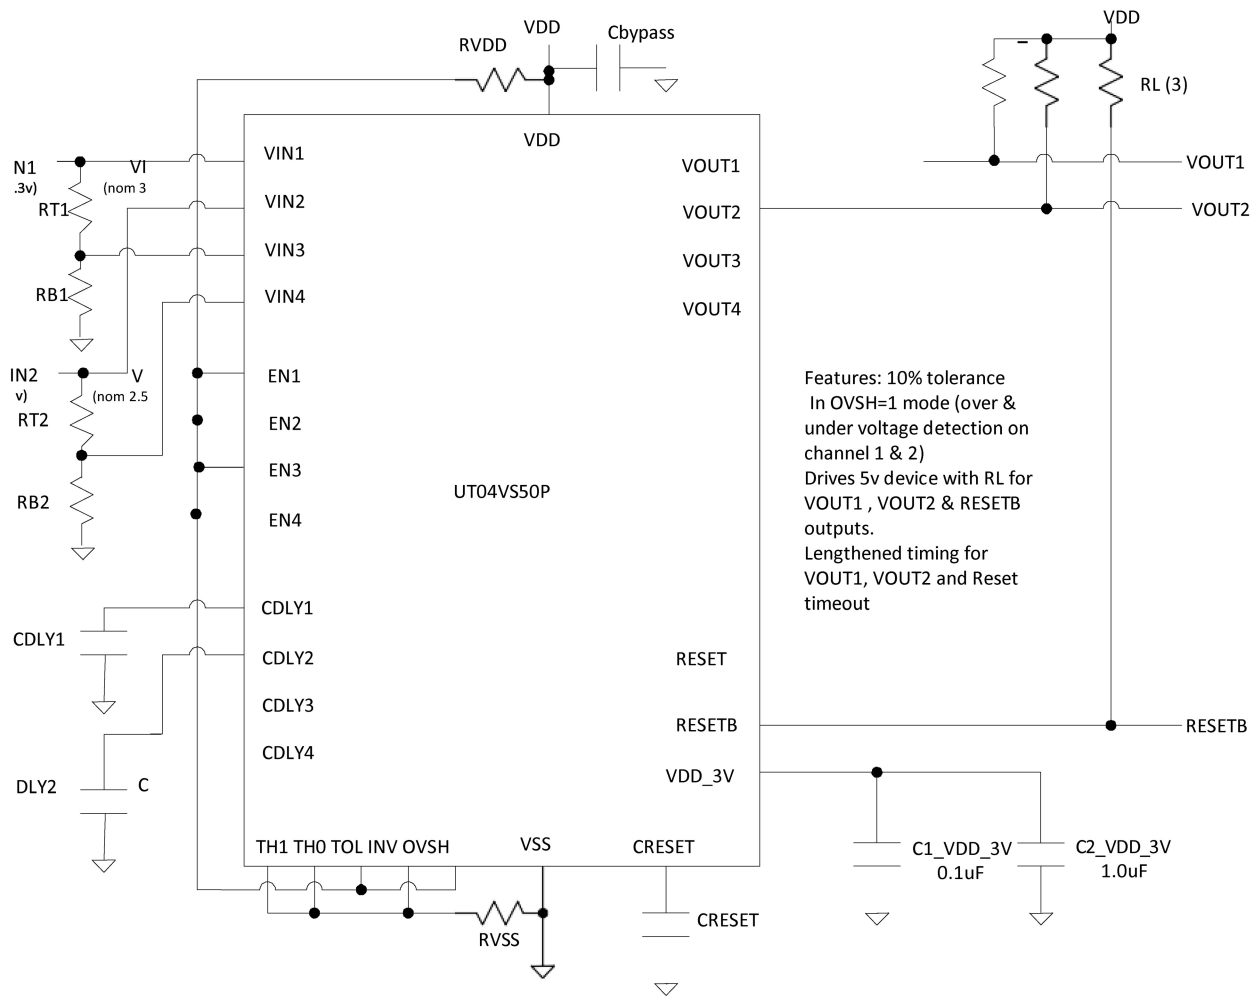 VDD
VDD
Cbypass
RVDD
RL (3)
VDD
VIN1
VOUT1
VOUT1
N1
VI
.3v)
(nom 3
RT1
VIN2
VOUT2
VOUT2
VIN3
VOUT3
RB1
VIN4
VOUT4
IN2
V
EN1
v)
(nom 2.5
RT2
EN2
EN3
RB2
EN4
UT04VS50P
Features: 10% tolerance
In OVSH=1 mode (over &
under voltage detection on
channel 1 & 2)
Drives 5v device with RL for
VOUT1 , VOUT2 & RESETB
outputs.
Lengthened timing for
VOUT1, VOUT2 and Reset
timeout
CDLY1
CDLY1
CDLY2
RESET
CDLY3
RESETB
RESETB
CDLY4
VDD_3V
DLY2
C
TH1 TH0 TOL INV OVSH
VSS
CRESET
C1_VDD_3V
0.1uF
C2_VDD_3V
1.0uF
CRESET
RVSS